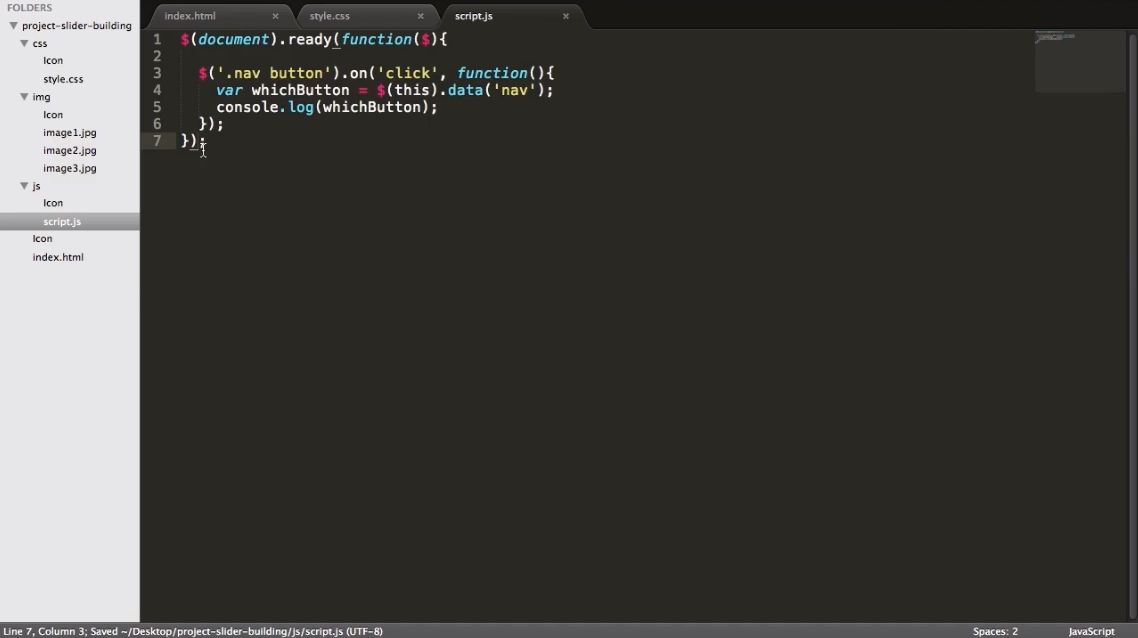 FOLDERS
project-slider-building
css
Icon
style.css
img
Icon
image1.jpg
image2.jpg
image3.jpg
js
Icon
script.js
Icon
index.html
index.html ×
style.css ×
script.js ×
1 $(document).ready(function($){
2
3 $('.nav button').on('click', function(){
4 var whichButton = $(this).data('nav');
5 console.log(whichButton);
6 });
7 });
Line 7, Column 3; Saved ~/Desktop/project-slider-building/js/script.js (UTF-8)
Spaces: 2
JavaScript